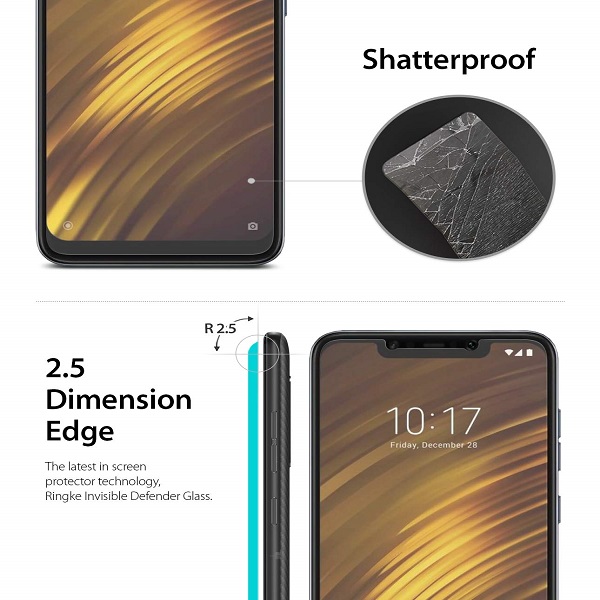 Shatterproof
R 2.5
2.5
Dimension
Edge
The latest in screen
protector technology,
Ringke Invisible Defender Glass.
10:17
Friday, December 28